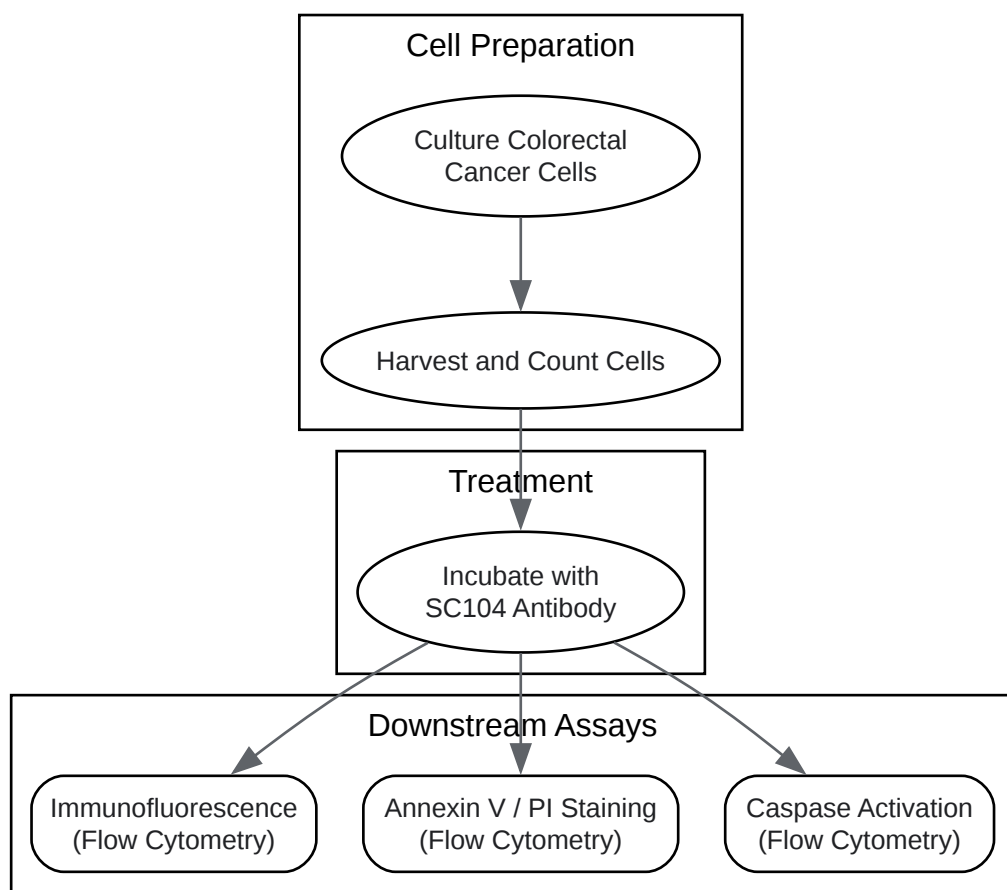 Cell Preparation
Culture Colorectal
Cancer Cells
Harvest and Count Cells
Treatment
Incubate with
SC104 Antibody
Downstream Assays
Immunofluorescence
(Flow Cytometry)
Annexin V / PI Staining
(Flow Cytometry)
Caspase Activation
(Flow Cytometry)